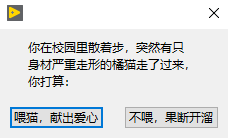 你在校园里散着步，突然有只
身材严重走形的橘猫走了过来，
你打算：
喂猫，献出爱心
不喂，果断开溜